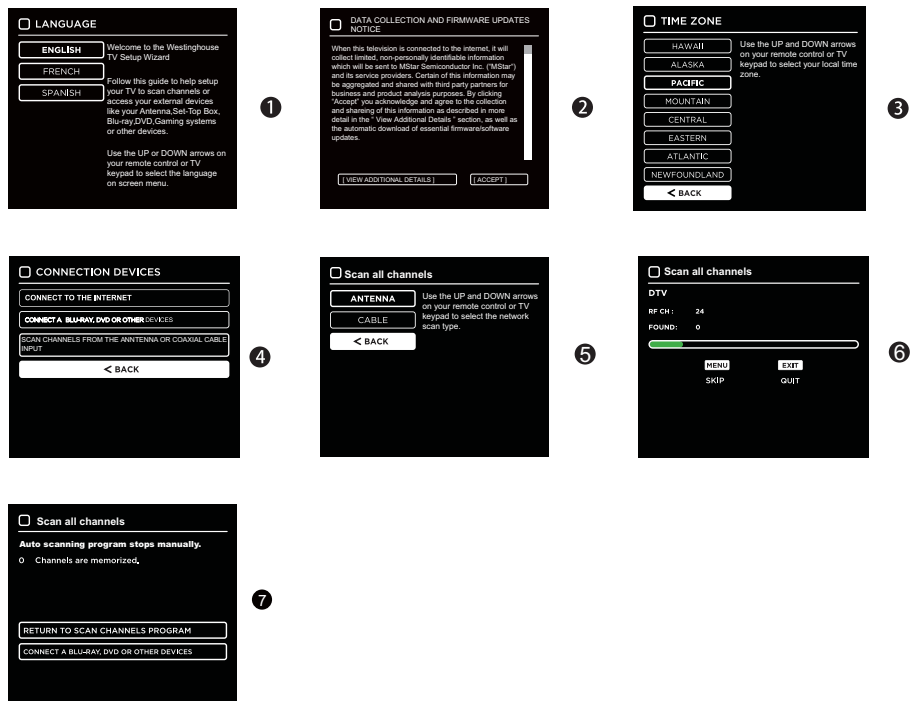 LANGUAGE
ENGLISH
FRENCH
SPANISH
Welcome to the Westinghouse
TV Setup Wizard
Follow this guide to help setup
your TV to scan channels or
access your external devices
like your Antenna,Set-Top Box,
Blu-ray,DVD,Gaming systems
or other devices.
Use the UP or DOWN arrows on
your remote control or TV
keypad to select the language
on screen menu.
1
DATA COLLECTION AND FIRMWARE UPDATES
NOTICE
When this television is connected to the internet, it will
collect limited, non-personally identifiable information
which will be sent to MStar Semiconductor Inc. ("MStar")
and its service providers. Certain of this information may
be aggregated and shared with third party partners for
business and product analysis purposes. By clicking
"Accept" you acknowledge and agree to the collection
and shareing of this information as described in more
detail in the " View Additional Details " section, as well as
the automatic download of essential firmware/software
updates.
[ VIEW ADDITIONAL DETAILS ]
[ ACCEPT ]
2
TIME ZONE
HAWAII
ALASKA
PACIFIC
MOUNTAIN
CENTRAL
EASTERN
ATLANTIC
NEWFOUNDLAND
< BACK
Use the UP and DOWN arrows
on your remote control or TV
keypad to select your local time
zone.
3
CONNECTION DEVICES
CONNECT TO THE INTERNET
CONNECT A BLU-RAY, DVD OR OTHER DEVICES
SCAN CHANNELS FROM THE ANNTENNA OR COAXIAL CABLE
INPUT
< BACK
4
Scan all channels
ANTENNA
CABLE
< BACK
Use the UP and DOWN arrows
on your remote control or TV
keypad to select the network
scan type.
5
Scan all channels
DTV
RF CH : 24
FOUND: 0
MENU EXIT
SKİP QUİT
6
Scan all channels
Auto scanning program stops manually.
0 Channels are memorized.
RETURN TO SCAN CHANNELS PROGRAM
CONNECT A BLU-RAY, DVD OR OTHER DEVICES
7